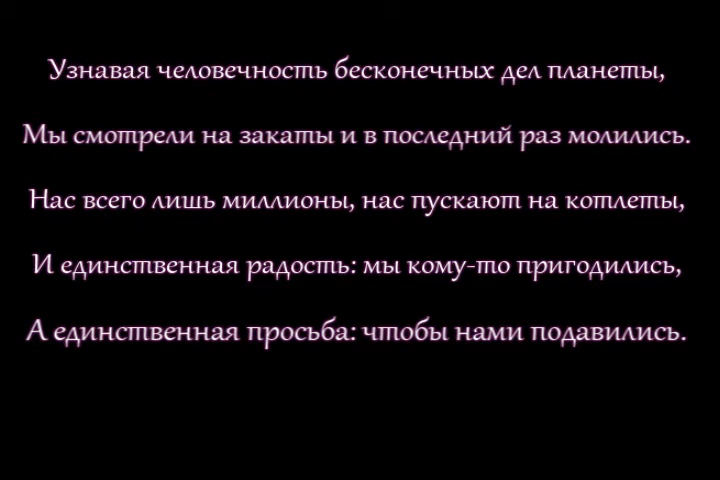 Узнавая человечность бесконечных дел планеты,
Мы смотрели на закаты и в последний раз молились.
Нас всего лишь миллионы, нас пускают на котлеты,
И единственная радость: мы кому-то пригодились,
А единственная просьба: чтобы нами подавились.